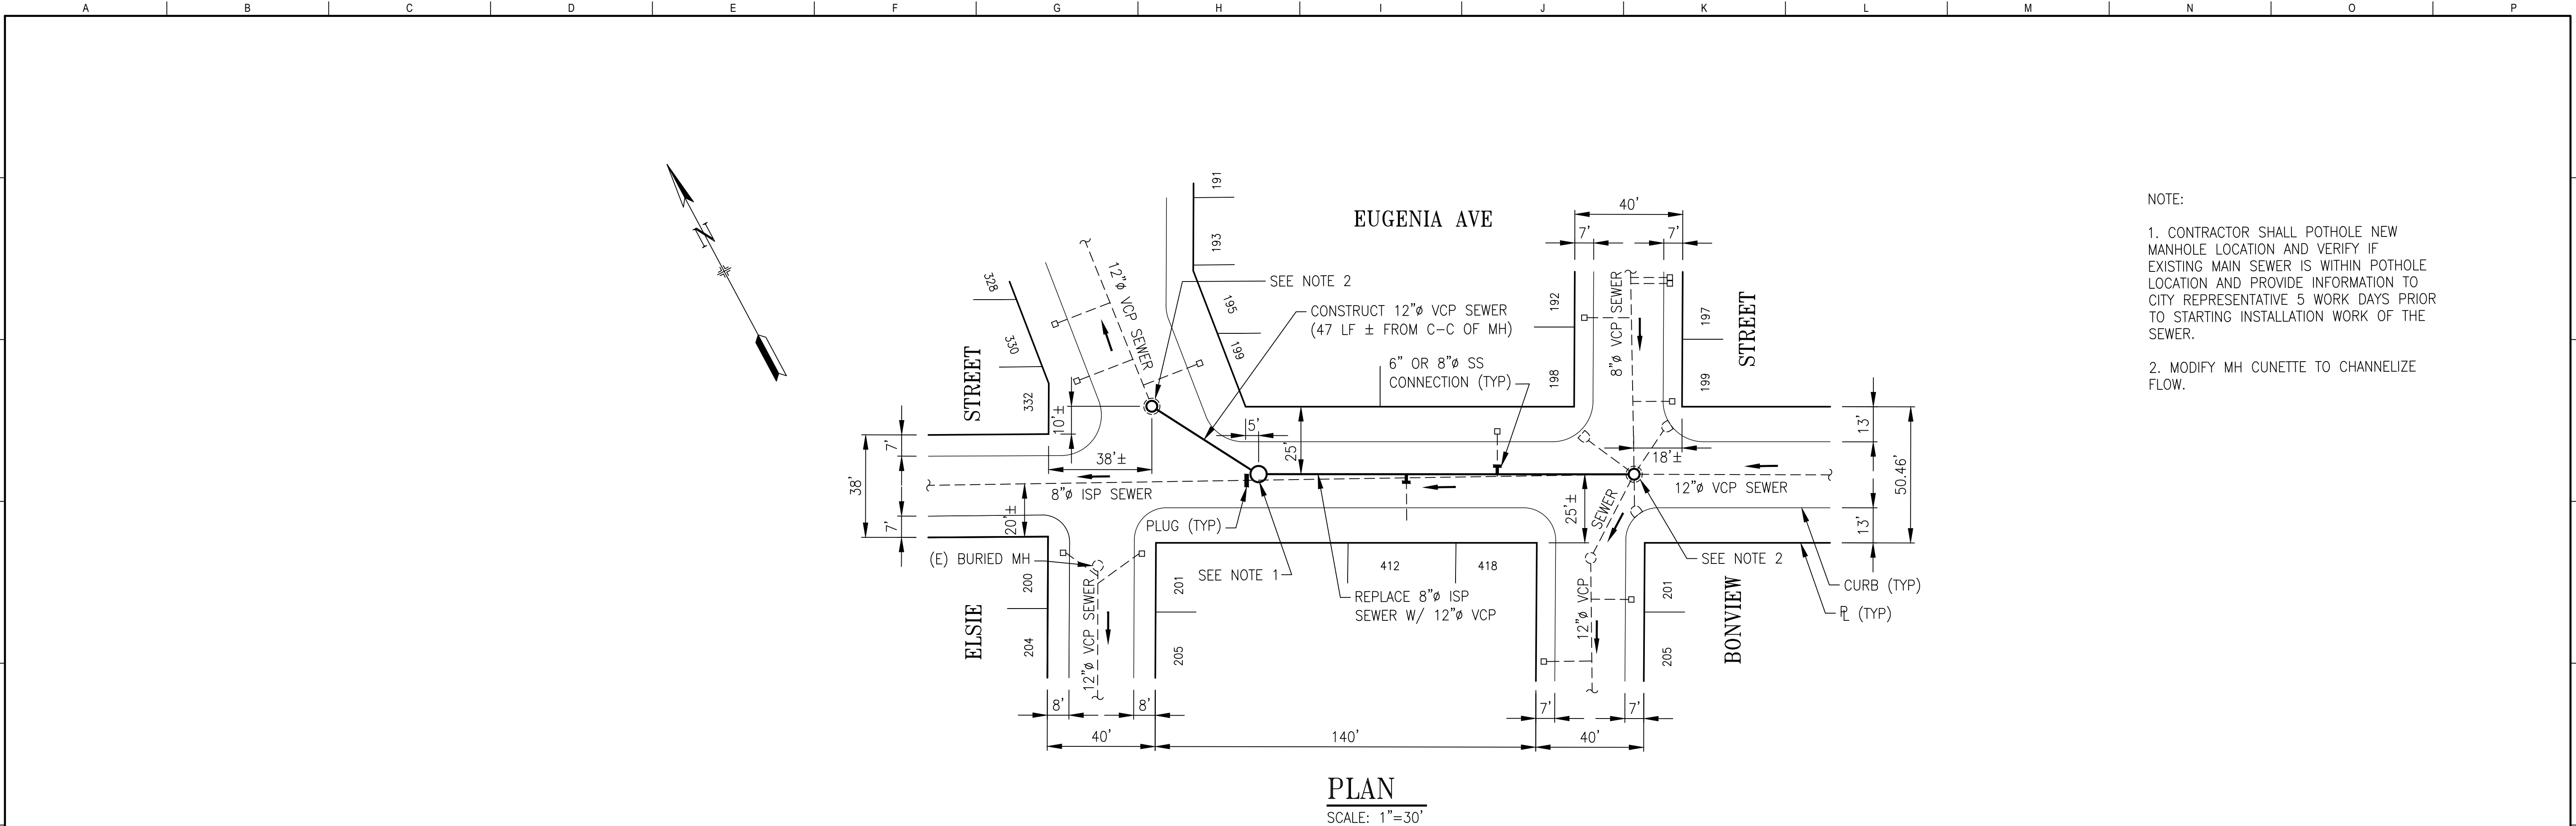 A B C D E F G H I J K L M N O P
N
NOTE:
1. CONTRACTOR SHALL POTHOLE NEW
MANHOLE LOCATION AND VERIFY IF
EXISTING MAIN SEWER IS WITHIN POTHOLE
LOCATION AND PROVIDE INFORMATION TO
CITY REPRESENTATIVE 5 WORK DAYS PRIOR
TO STARTING INSTALLATION WORK OF THE
SEWER.
2. MODIFY MH CUNETTE TO CHANNELIZE
FLOW.
191
193
195
199
EUGENIA AVE
40'
7'
7'
328
330
332
12"ø VCP SEWER
SEE NOTE 2
CONSTRUCT 12"ø VCP SEWER
(47 LF ± FROM C-C OF MH)
6" OR 8"ø SS
CONNECTION (TYP)
192
198
8"ø VCP SEWER
197
199
STREET
STREET
10'±
38'±
5'
25'
18'±
13'
13'
50.46'
7'
38'
7'
8"ø ISP SEWER
20'±
PLUG (TYP)
(E) BURIED MH
SEE NOTE 1
25'±
SEWER
12"ø VCP SEWER
SEE NOTE 2
412
418
REPLACE 8"ø ISP
SEWER W/ 12"ø VCP
CURB (TYP)
PL (TYP)
ELSIE
200
204
12"ø VCP SEWER
201
205
12"ø VCP
201
205
BONVIEW
8'
8'
7'
7'
40'
140'
40'
PLAN
SCALE: 1"=30'